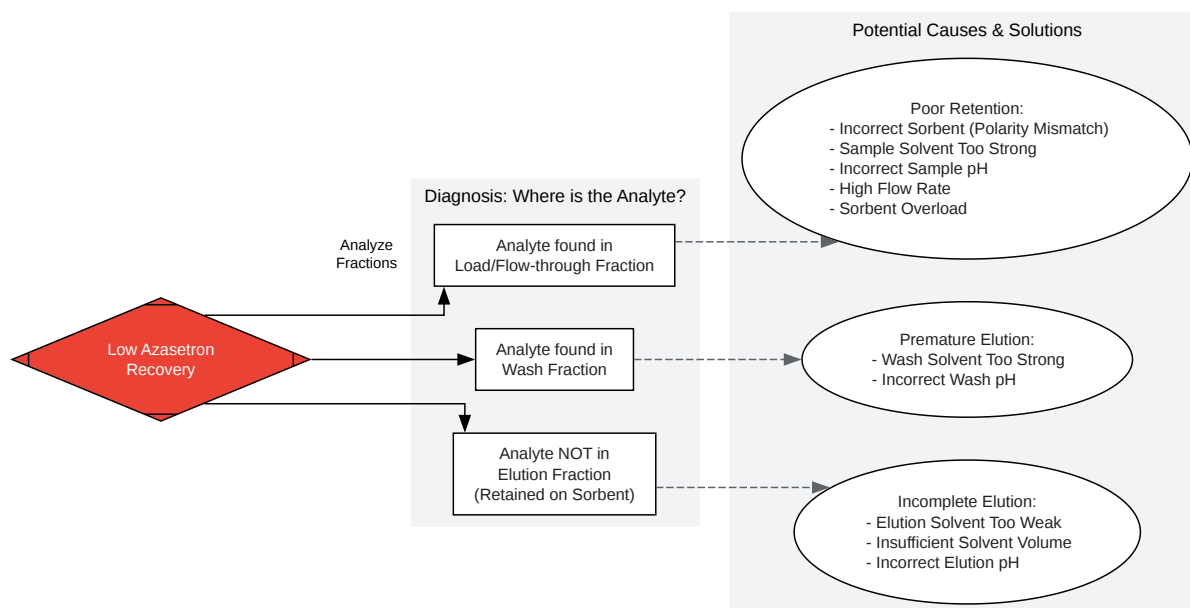 Potential Causes & Solutions
Poor Retention:
- Incorrect Sorbent (Polarity Mismatch)
- Sample Solvent Too Strong
- Incorrect Sample pH
- High Flow Rate
- Sorbent Overload
Diagnosis: Where is the Analyte?
Analyze
Fractions
Analyte found in
Load/Flow-through Fraction
Low Azasetron
Recovery
Analyte found in
Wash Fraction
Premature Elution:
- Wash Solvent Too Strong
- Incorrect Wash pH
Analyte NOT in
Elution Fraction
(Retained on Sorbent)
Incomplete Elution:
- Elution Solvent Too Weak
- Insufficient Solvent Volume
- Incorrect Elution pH